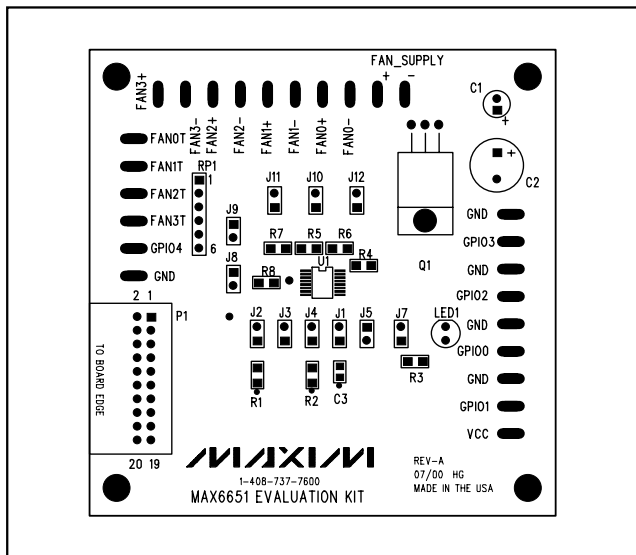 FAN_SUPPLY
+ -
FAN3+
FAN3-
FAN2+
FAN2-
FAN1+
FAN1-
FAN0+
FAN0-
C1
+
+
C2
FAN0T
FAN1T
FAN2T
FAN3T
GPIO4
GND
RP1
1
6
J11
J10
J12
J9
J8
R7
R5
R6
R4
U1
R8
Q1
GND
GPIO3
GND
GPIO2
GND
GPIO0
GND
GPIO1
VCC
2 1
P1
TO BOARD EDGE
20 19
J2
J3
J4
J1
J5
J7
LED1
R1
R2
C3
R3
MAXIM
1-408-737-7600
MAX6651 EVALUATION KIT
REV-A
07/00 HG
MADE IN THE USA